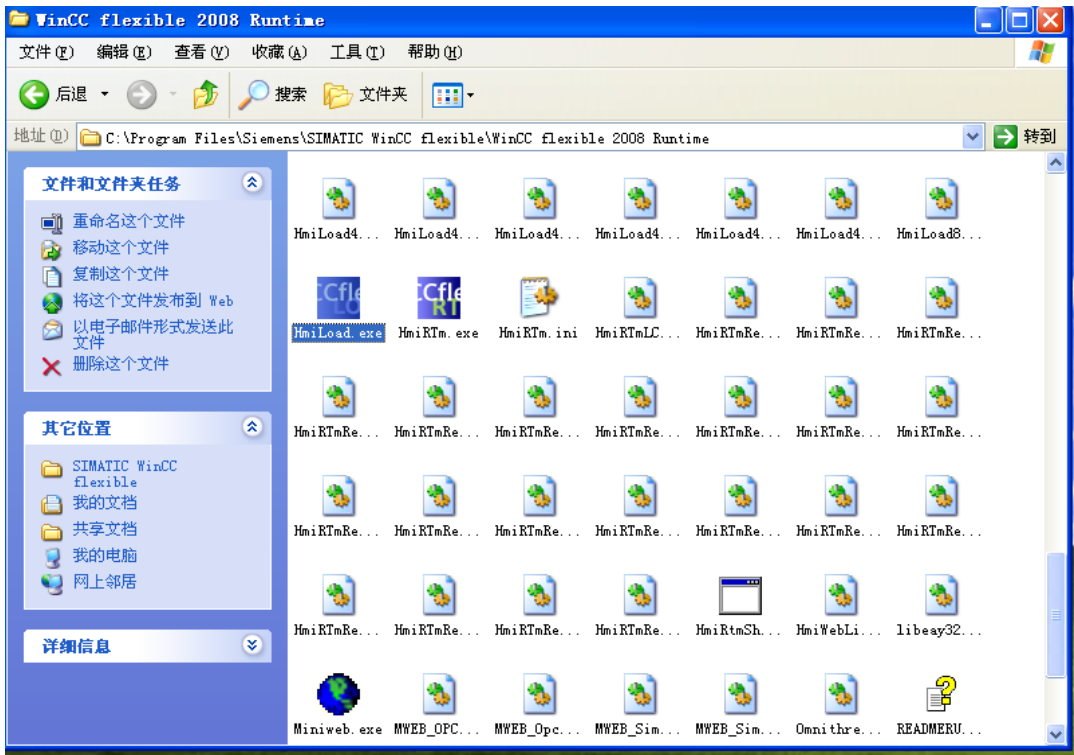 WinCC flexible 2008 Runtime
文件(F) 编辑(E) 查看(V) 收藏(A) 工具(T) 帮助(H)
后退 搜索 文件夹
地址(D) C:\Program Files\Siemens\SIMATIC WinCC flexible\WinCC flexible 2008 Runtime 转到
文件和文件夹任务
重命名这个文件
移动这个文件
复制这个文件
将这个文件发布到 Web
以电子邮件形式发送此
文件
删除这个文件
其它位置
SIMATIC WinCC
flexible
我的文档
共享文档
我的电脑
网上邻居
详细信息
HmiLoad4... HmiLoad4... HmiLoad4... HmiLoad4... HmiLoad4... HmiLoad4... HmiLoad8...
CCfle LO CCfle RT
HmiLoad.exe HmiRTm.exe HmiRTm.ini HmiRTmLC... HmiRTmRe... HmiRTmRe... HmiRTmRe...
HmiRTmRe... HmiRTmRe... HmiRTmRe... HmiRTmRe... HmiRTmRe... HmiRTmRe... HmiRTmRe...
HmiRTmRe... HmiRTmRe... HmiRTmRe... HmiRTmRe... HmiRTmRe... HmiRTmRe... HmiRTmRe...
HmiRTmRe... HmiRTmRe... HmiRTmRe... HmiRTmRe... HmiRtmSh... HmiWebLi... libeay32...
Miniweb.exe MWEB_OPC... MWEB_Opc... MWEB_Sim... MWEB_Sim... Omnithre... READMERU...